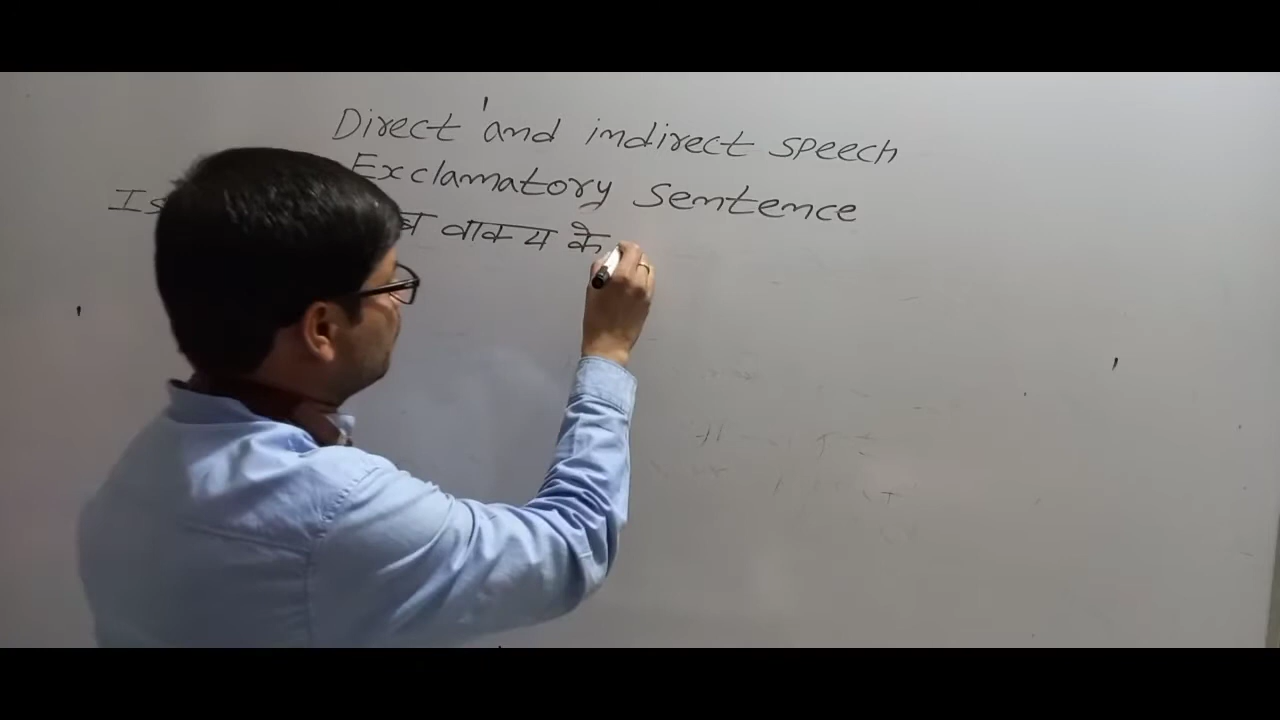 Direct and indirect speech
Exclamatory Sentence
वाक्य के